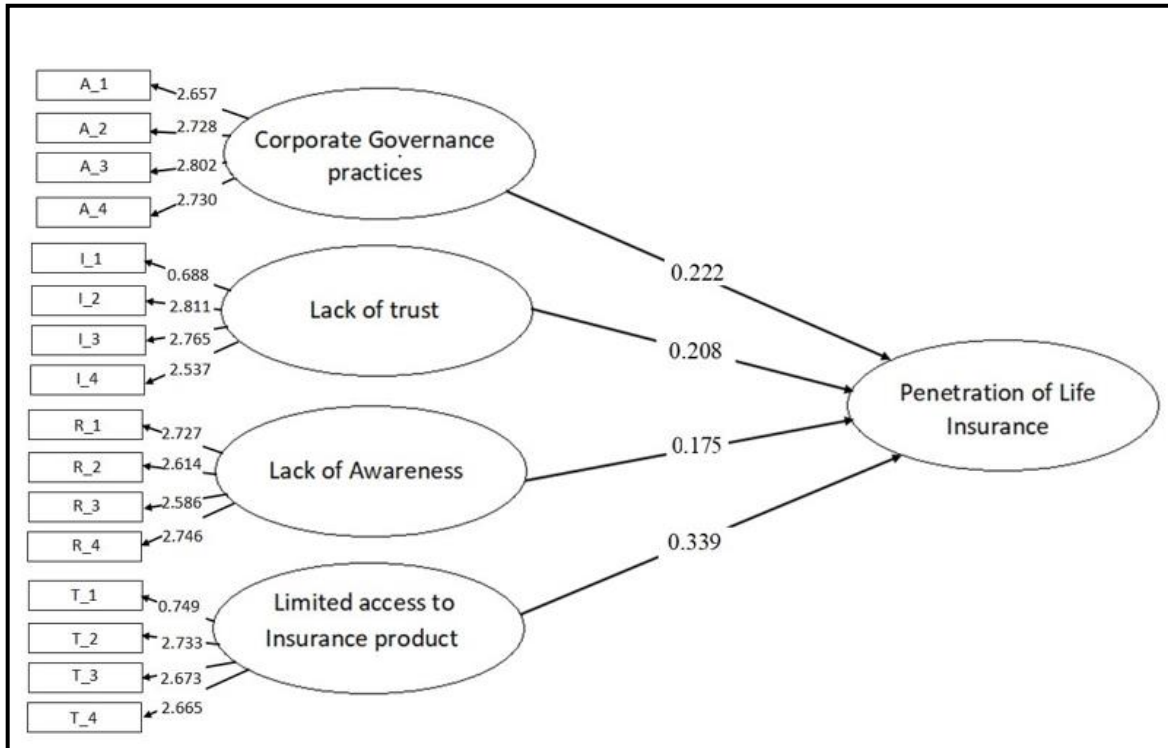 A_1
2.657
A_2
2.728
A_3
2.802
A_4
2.730
Corporate Governance
practices
I_1
0.688
I_2
2.811
I_3
2.765
I_4
2.537
Lack of trust
R_1
2.727
R_2
2.614
R_3
2.586
R_4
2.746
Lack of Awareness
T_1
0.749
T_2
2.733
T_3
2.673
T_4
2.665
Limited access to
Insurance product
0.222
0.208
0.175
0.339
Penetration of Life
Insurance